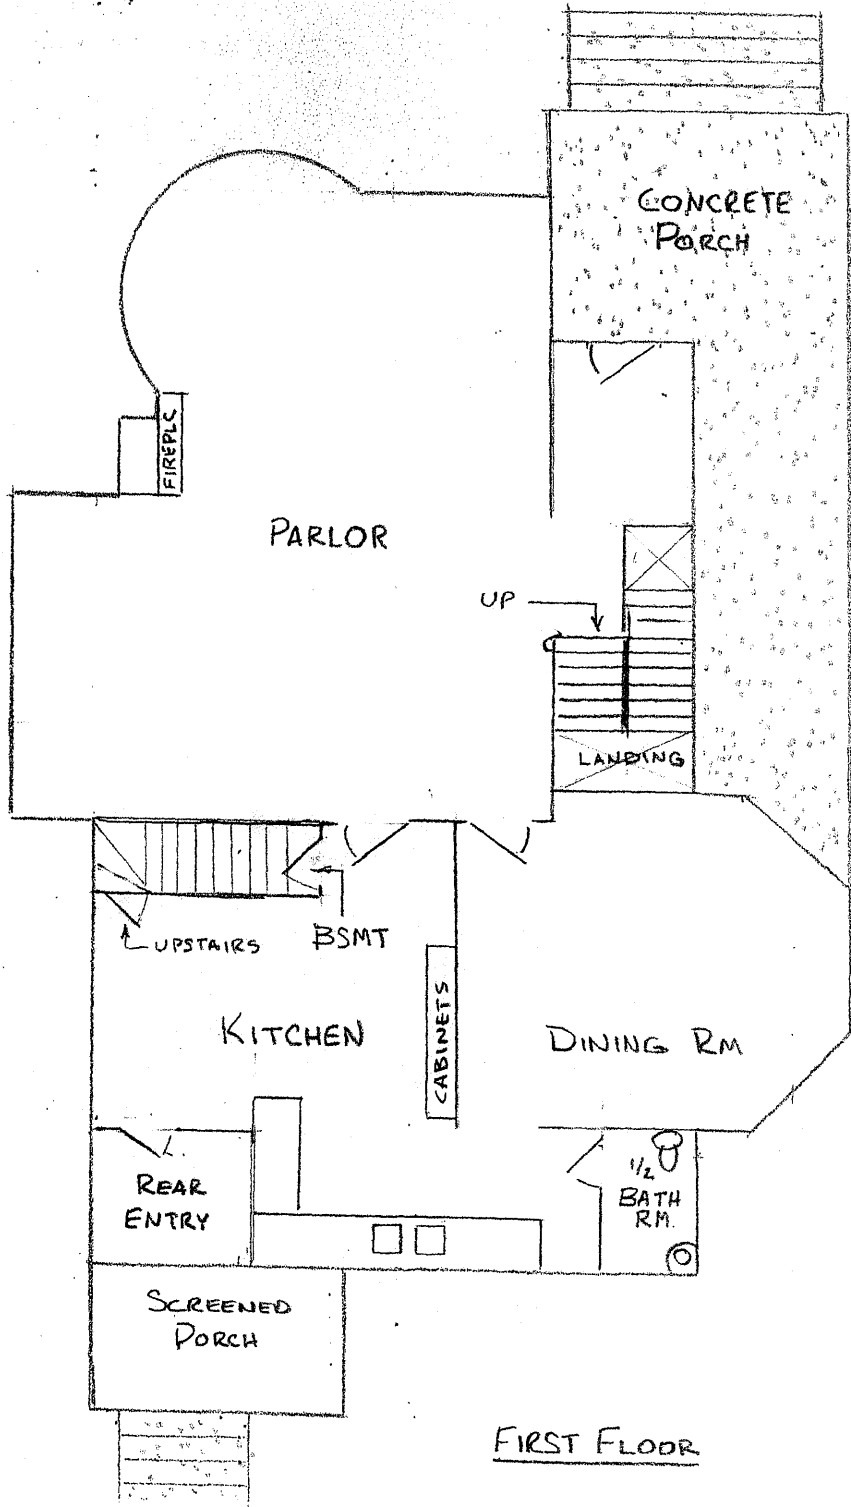 CONCRETE
PORCH
FIREPLC
PARLOR
UP
LANDING
UPSTAIRS
BSMT
KITCHEN
CABINETS
DINING RM
REAR
ENTRY
1/2
BATH
RM.
SCREENED
PORCH
FIRST FLOOR